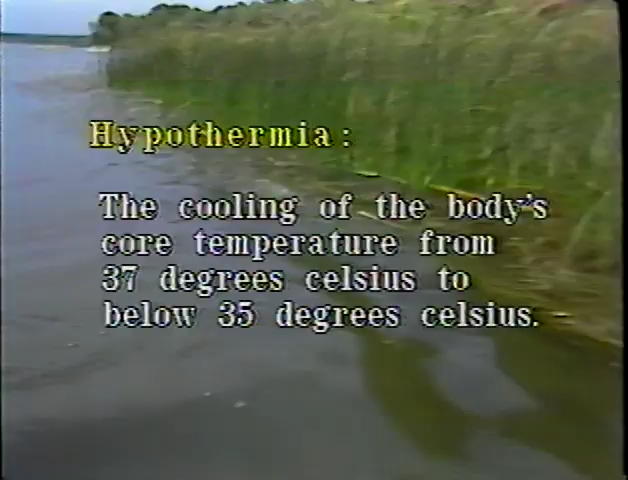 Hypothermia:
The cooling of the body's
core temperature from
37 degrees celsius to
below 35 degrees celsius.